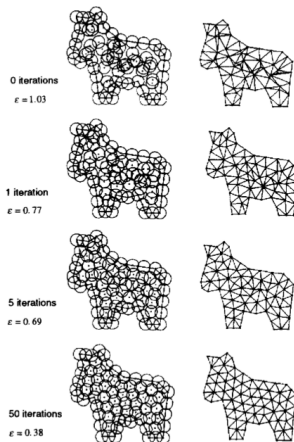 0 iterations
ε = 1.03
1 iteration
ε = 0.77
5 iterations
ε = 0.69
50 iterations
ε = 0.38